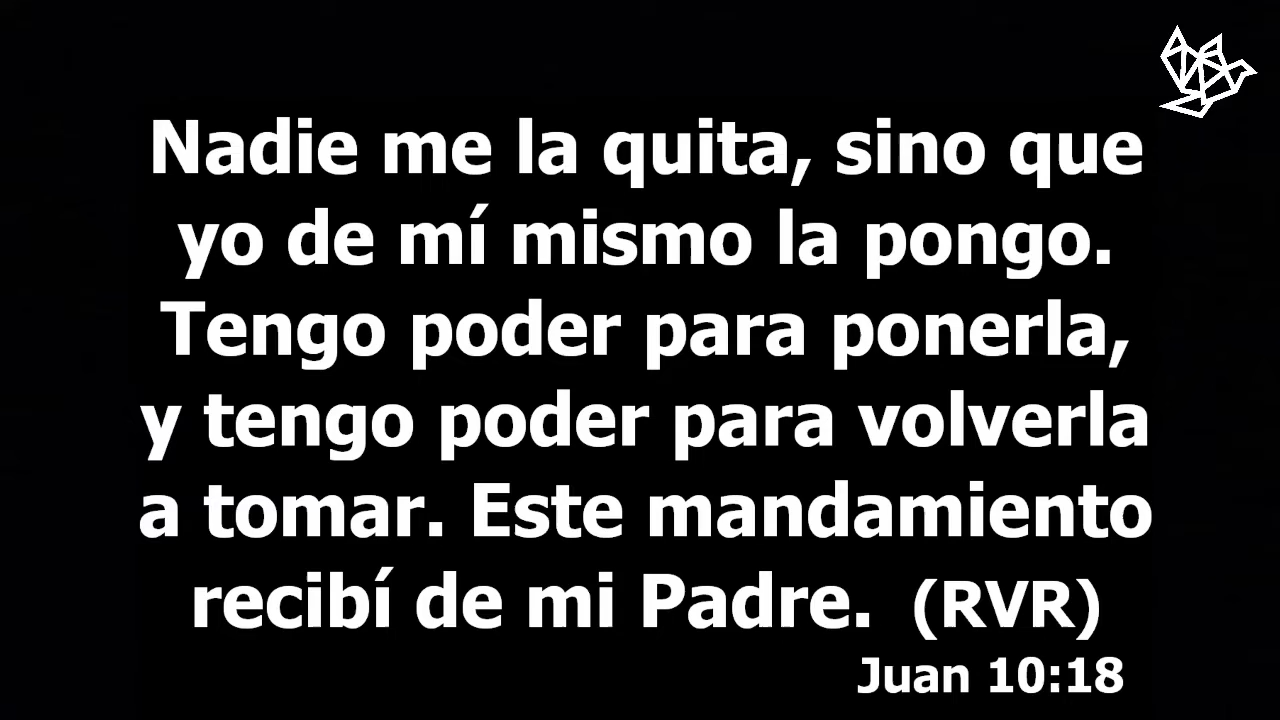 Nadie me la quita, sino que
yo de mí mismo la pongo.
Tengo poder para ponerla,
y tengo poder para volverla
a tomar. Este mandamiento
recibí de mi Padre. (RVR)
Juan 10:18